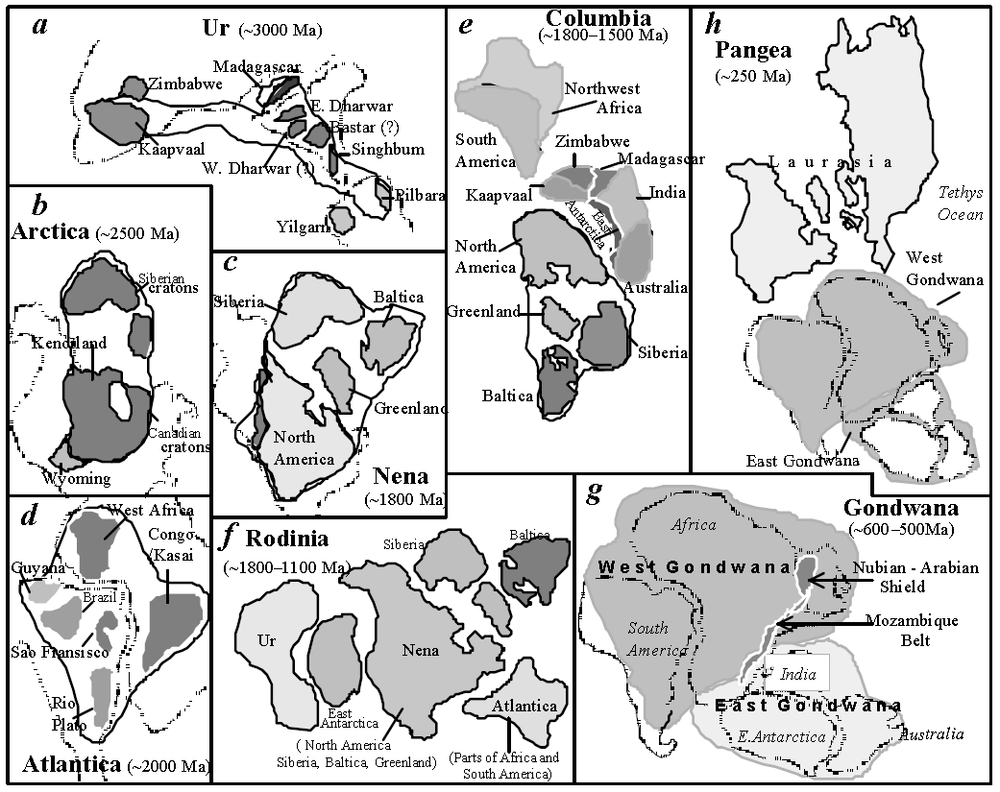 a
Ur (~3000 Ma)
Madagascar
Zimbabwe
E. Dharwar
Bastar (?)
Kaapvaal
Singhbum
W. Dharwar (?)
Pilbara
Yilgarn
b
Arctica (~2500 Ma)
Siberian
cratons
Kenoliland
Canadian
cratons
Wyoming
c
Siberia
Baltica
Greenland
North
America
Nena
(~1800 Ma)
d
West Africa
Congo
/Kasai
Guyana
Brazil
Sao Fransisco
Rio
Plato
Atlantica (~2000 Ma)
e
Columbia
(~1800–1500 Ma)
Northwest
Africa
South
America
Zimbabwe
Madagascar
Kaapvaal
India
East
Antarctica
North
America
Australia
Greenland
Siberia
Baltica
f
Rodinia
(~1800–1100 Ma)
Siberia
Baltica
Ur
Nena
East
Antarctica
Atlantica
( North America
Siberia, Baltica, Greenland)
(Parts of Africa and
South America)
g
Gondwana
(~600–500Ma)
Africa
West Gondwana
Nubian - Arabian
Shield
South
America
Mozambique
Belt
India
East Gondwana
E.Antarctica
Australia
h
Pangea
(~250 Ma)
Laurasia
Tethys
Ocean
West
Gondwana
East Gondwana